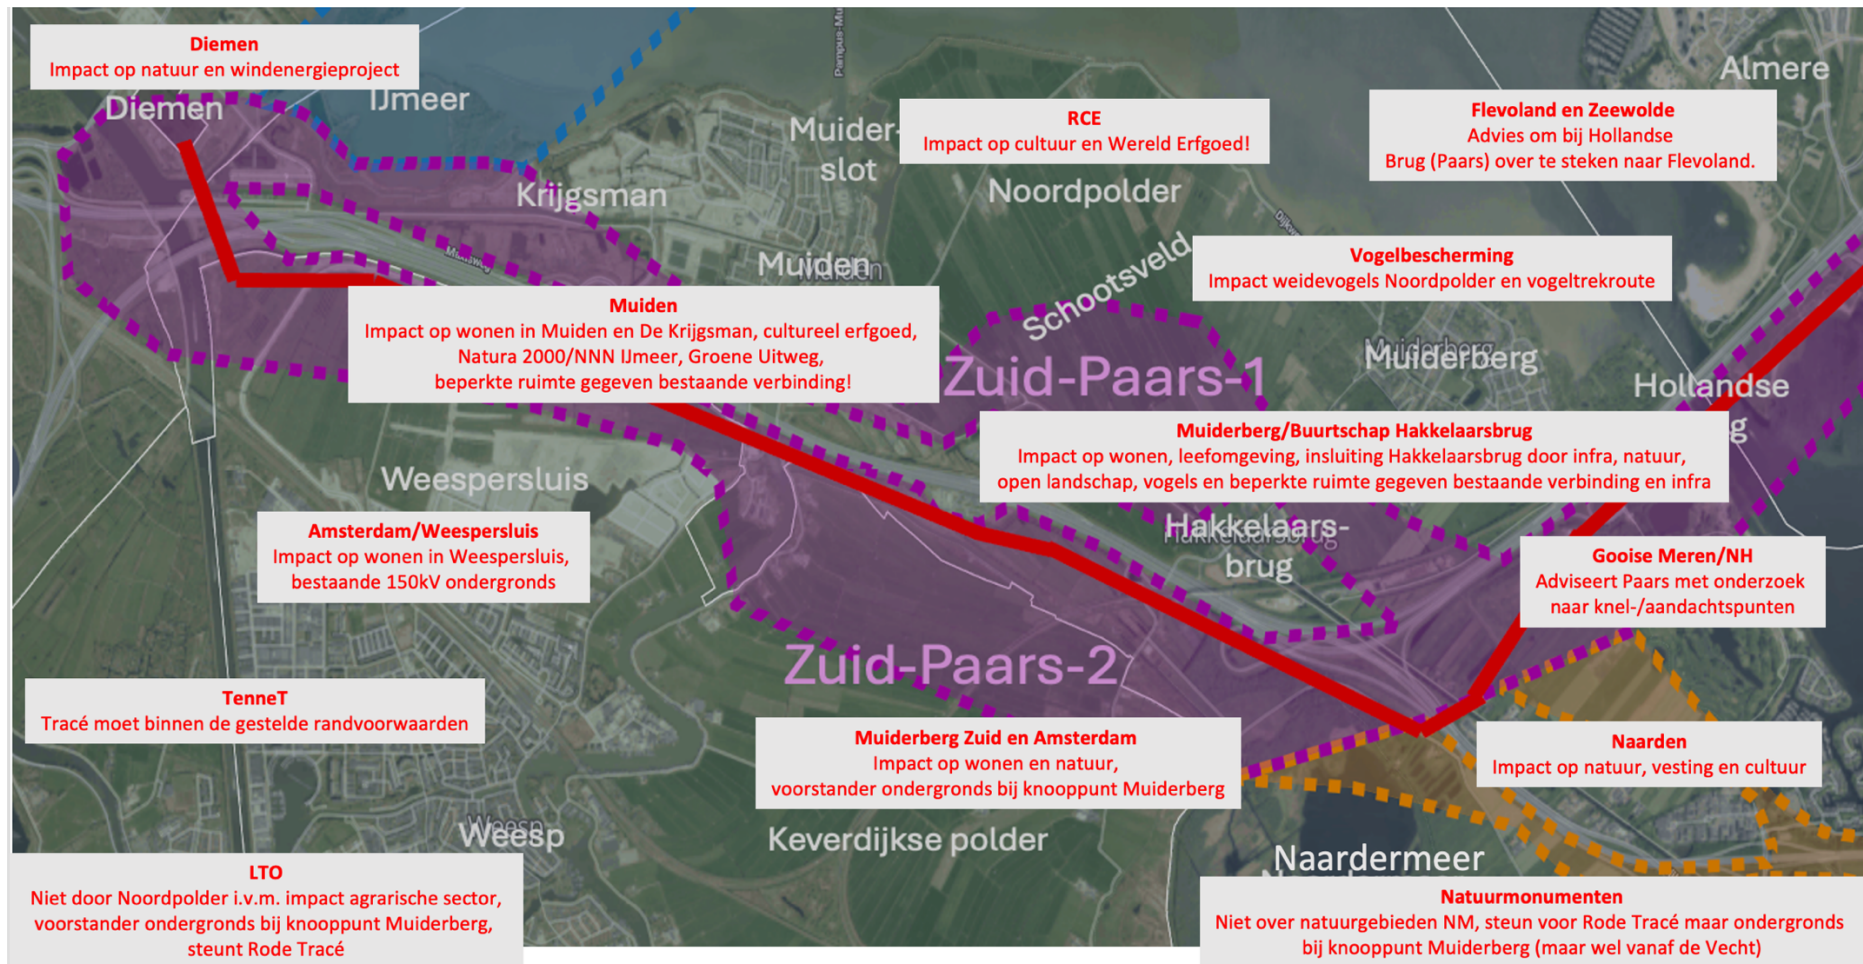 Diemen
Impact op natuur en windenergieproject
Diemen
IJmeer
Pampus-Mu
Almere
RCE
Impact op cultuur en Wereld Erfgoed!
Flevoland en Zeewolde
Advies om bij Hollandse
Brug (Paars) over te steken naar Flevoland.
Muider-
slot
Krijgsman
Noordpolder
Dijkw
Muiden
Muiden
Schootsveld
Vogelbescherming
Impact weidevogels Noordpolder en vogeltrekroute
Muiden
Impact op wonen in Muiden en De Krijgsman, cultureel erfgoed,
Natura 2000/NNN IJmeer, Groene Uitweg,
beperkte ruimte gegeven bestaande verbinding!
Zuid-Paars-1
Muiderberg
Muiderberg
Hollandse
g
Muiderberg/Buurtschap Hakkelaarsbrug
Impact op wonen, leefomgeving, insluiting Hakkelaarsbrug door infra, natuur,
open landschap, vogels en beperkte ruimte gegeven bestaande verbinding en infra
Weespersluis
Amsterdam/Weespersluis
Impact op wonen in Weespersluis,
bestaande 150kV ondergronds
Hakkelaars-
brug
Hakkelaarsbrug
Gooise Meren/NH
Adviseert Paars met onderzoek
naar knel-/aandachtspunten
Zuid-Paars-2
TenneT
Tracé moet binnen de gestelde randvoorwaarden
Muiderberg Zuid en Amsterdam
Impact op wonen en natuur,
voorstander ondergronds bij knooppunt Muiderberg
Naarden
Impact op natuur, vesting en cultuur
Weesp
Weesp
Keverdijkse polder
Naardermeer
LTO
Niet door Noordpolder i.v.m. impact agrarische sector,
voorstander ondergronds bij knooppunt Muiderberg,
steunt Rode Tracé
Natuurmonumenten
Niet over natuurgebieden NM, steun voor Rode Tracé maar ondergronds
bij knooppunt Muiderberg (maar wel vanaf de Vecht)